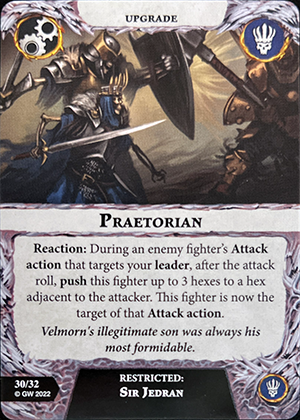 UPGRADE
PRAETORIAN
Reaction: During an enemy fighter's Attack
action that targets your leader, after the attack
roll, push this fighter up to 3 hexes to a hex
adjacent to the attacker. This fighter is now the
target of that Attack action.
Velmorn's illegitimate son was always his
most formidable.
30/32
© GW 2022
RESTRICTED:
SIR JEDRAN